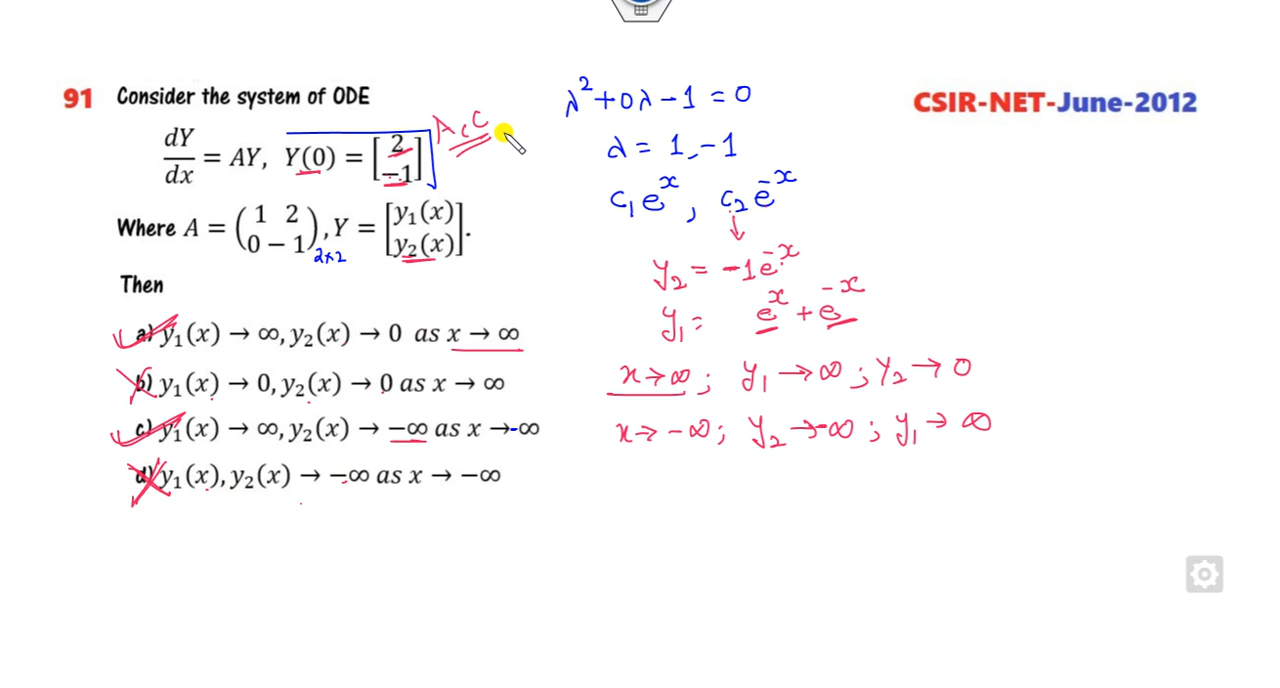 91 Consider the system of ODE
CSIR-NET-June-2012
dY/dx = AY, Y(0) = [2 -1]
A, C
Where A = (1 2 0 -1), Y = [y₁(x) y₂(x)].
2×2
Then
a) y₁(x) → ∞, y₂(x) → 0 as x → ∞
b) y₁(x) → 0, y₂(x) → 0 as x → ∞
c) y₁(x) → ∞, y₂(x) → -∞ as x → -∞
d) y₁(x), y₂(x) → -∞ as x → -∞
λ² + 0λ - 1 = 0
λ = 1, -1
c₁eˣ, c₂e⁻ˣ
y₂ = -1e⁻ˣ
y₁ = eˣ + e⁻ˣ
x → ∞; y₁ → ∞; y₂ → 0
x → -∞; y₂ → -∞; y₁ → ∞